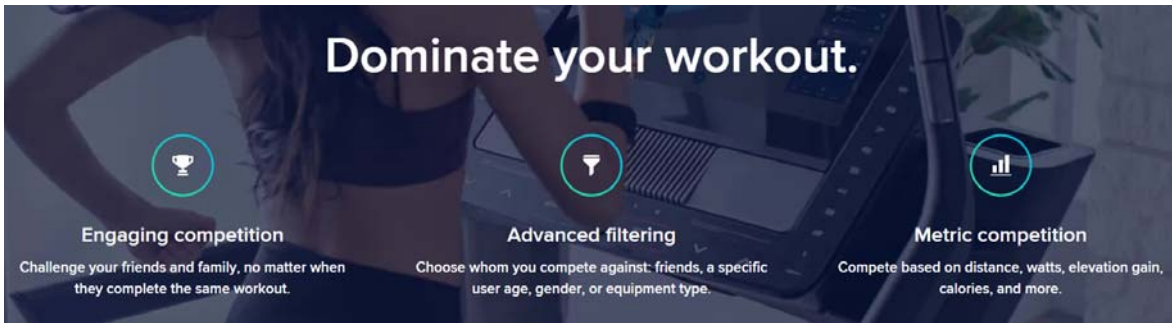 Dominate your workout.
Engaging competition
Challenge your friends and family, no matter when
they complete the same workout.
Advanced filtering
Choose whom you compete against: friends, a specific
user age, gender, or equipment type.
Metric competition
Compete based on distance, watts, elevation gain,
calories, and more.